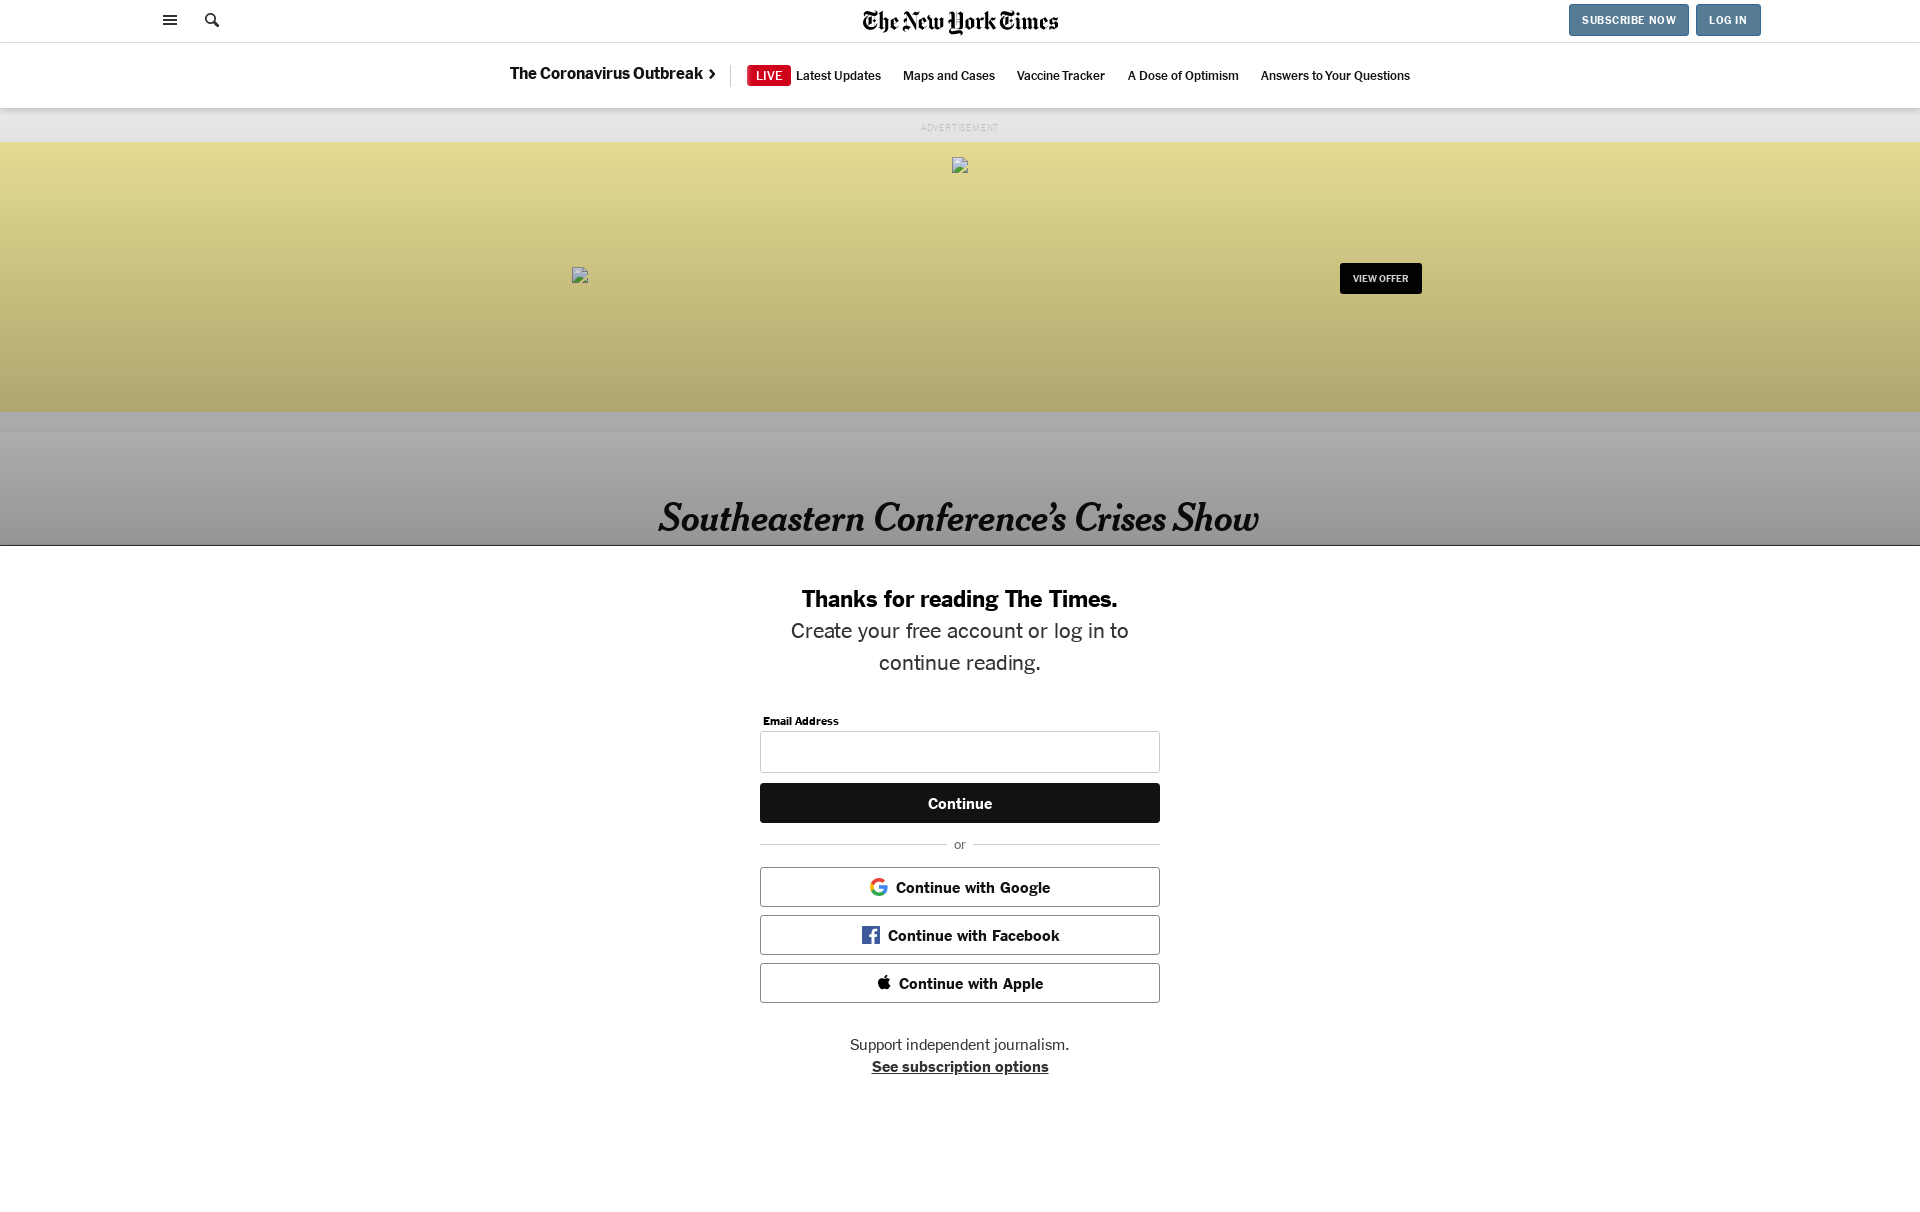 The New York Times
SUBSCRIBE NOW
LOG IN
The Coronavirus Outbreak ›
LIVE Latest Updates
Maps and Cases
Vaccine Tracker
A Dose of Optimism
Answers to Your Questions
ADVERTISEMENT
VIEW OFFER
Southeastern Conference’s Crises Show
Thanks for reading The Times.
Create your free account or log in to
continue reading.
Email Address
Continue
or
Continue with Google
Continue with Facebook
Continue with Apple
Support independent journalism.
See subscription options